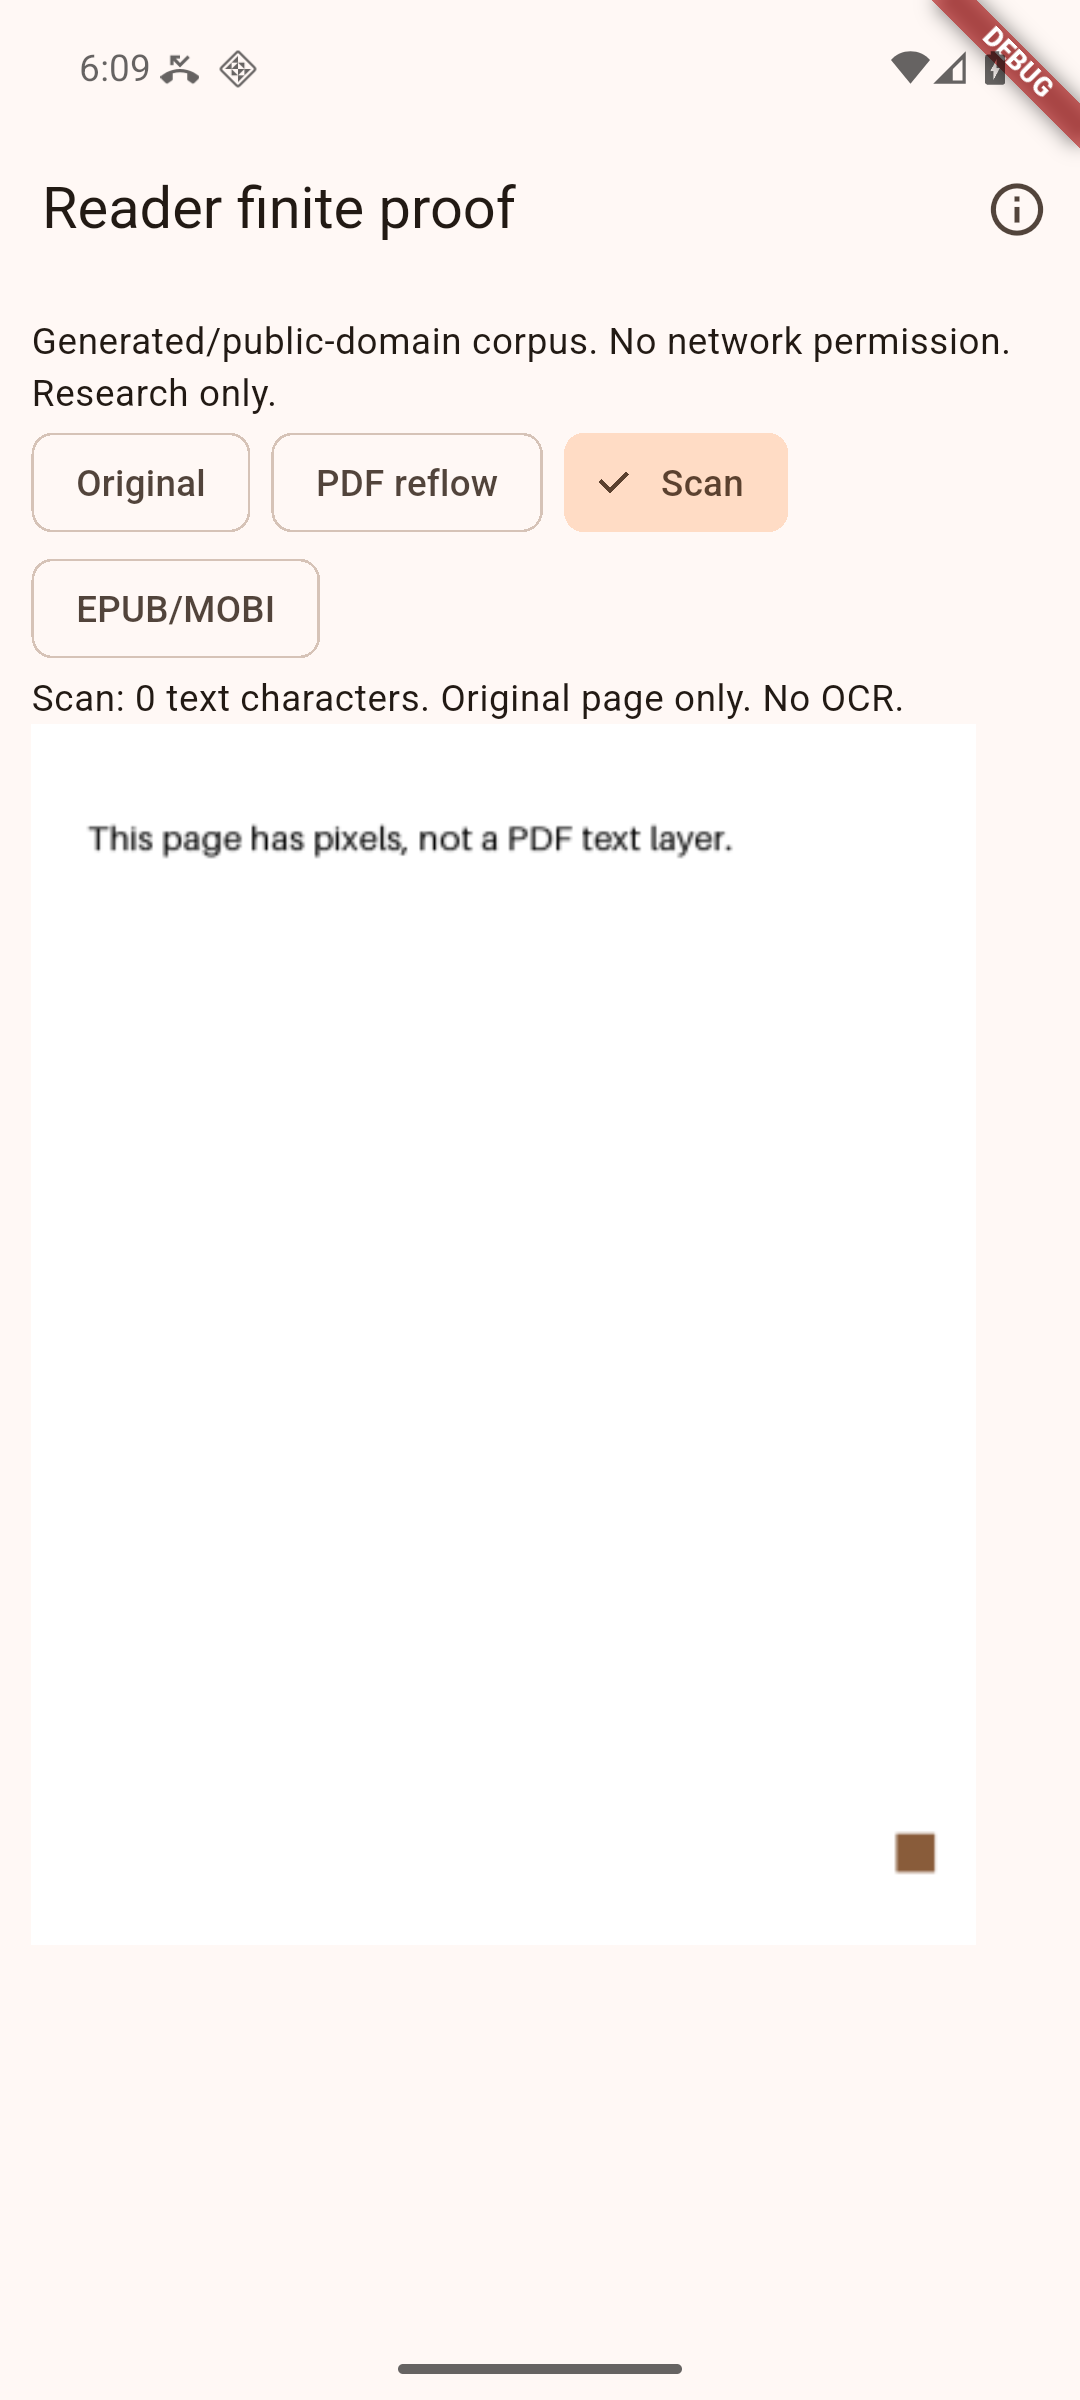 6:09
DEBUG
Reader finite proof
Generated/public-domain corpus. No network permission.
Research only.
Original PDF reflow Scan
EPUB/MOBI
Scan: 0 text characters. Original page only. No OCR.
This page has pixels, not a PDF text layer.